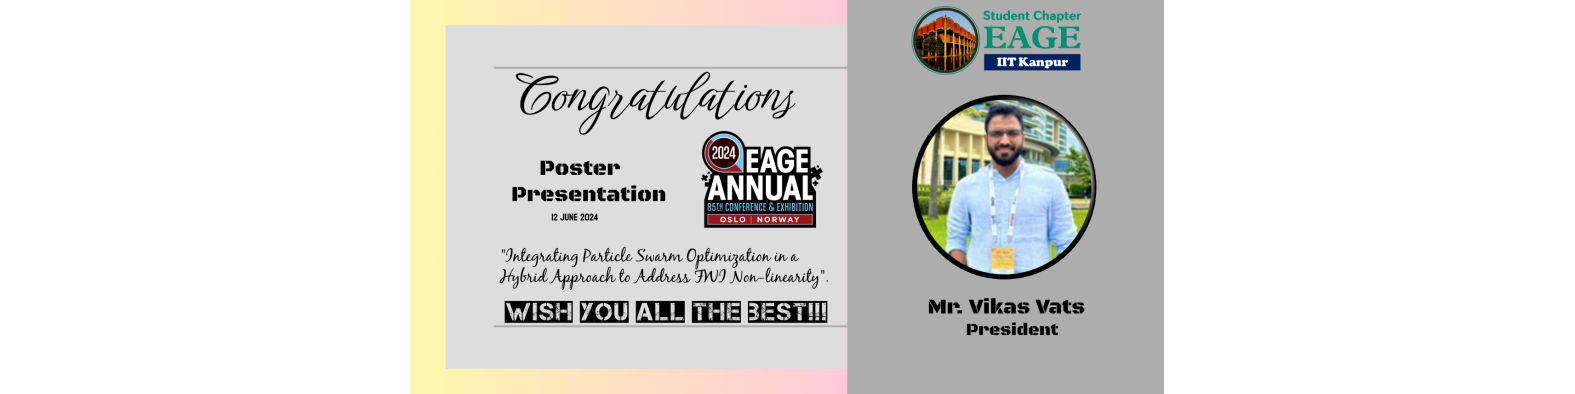 Congratulations
Poster
Presentation
12 JUNE 2024
2024
EAGE
ANNUAL
85TH CONFERENCE & EXHIBITION
OSLO | NORWAY
"Integrating Particle Swarm Optimization in a
Hybrid Approach to Address FWI Non-linearity".
WISH YOU ALL THE BEST!!!
Student Chapter
EAGE
IIT Kanpur
Mr. Vikas Vats
President